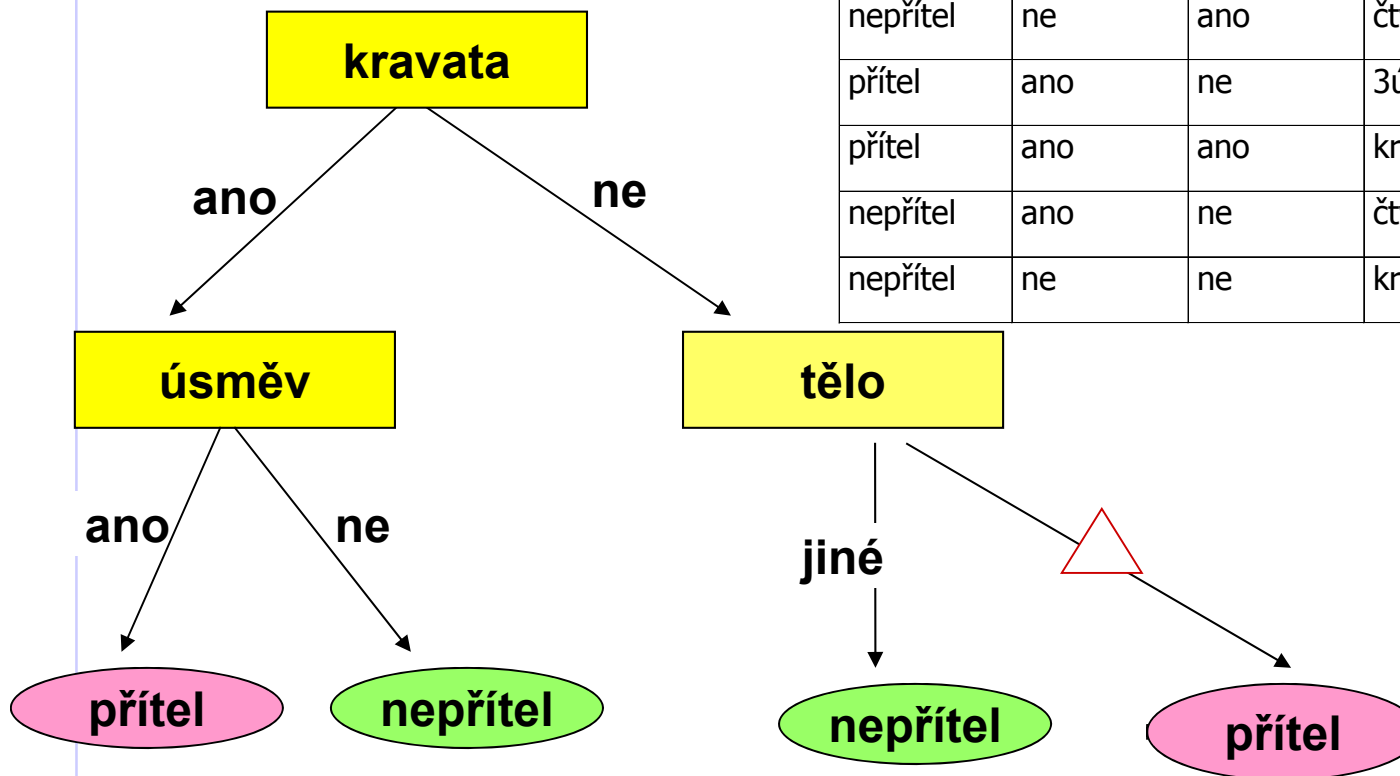 kravata
ano
ne
nepřítel ne ano
přítel ano ne
přítel ano ano
nepřítel ano ne
nepřítel ne ne
úsměv
tělo
ano
ne
jiné
přítel
nepřítel
nepřítel
přítel